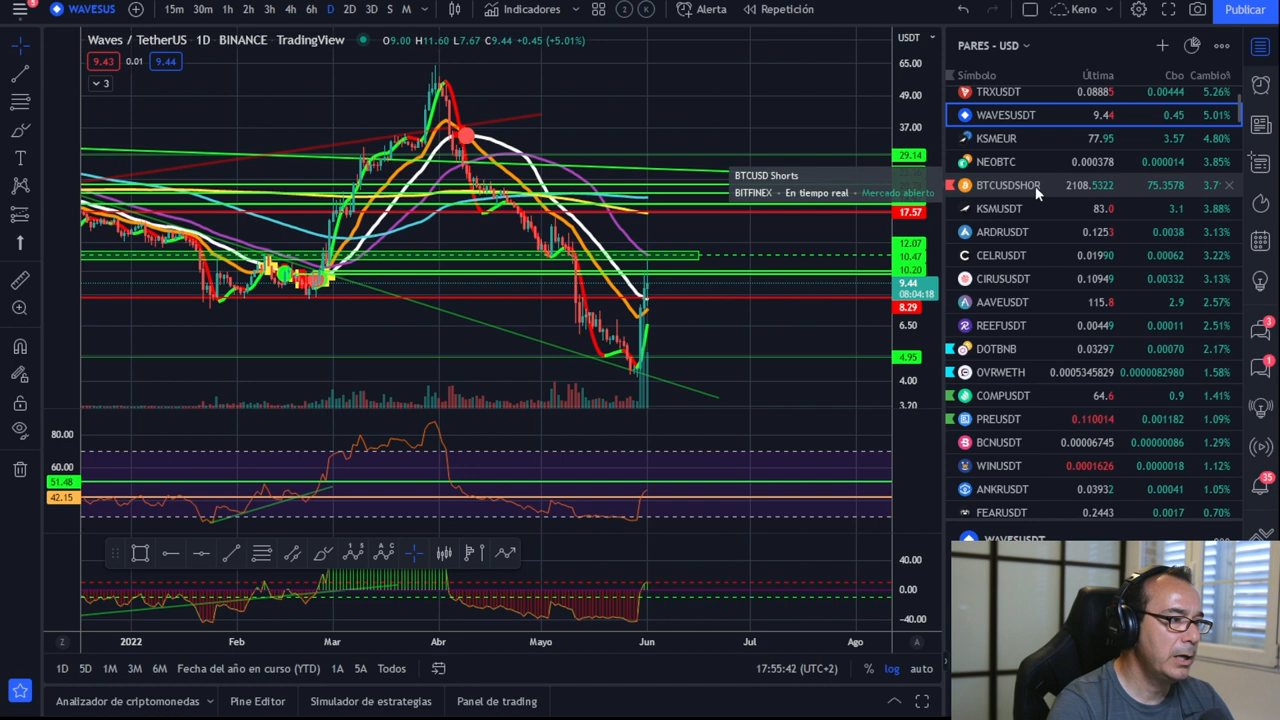 5
WAVESUS
15m 30m 1h 2h 3h 4h 6h D 2D 3D S M
Indicadores
2 K
Alerta
Repetición
Keno
Publicar
Waves / TetherUS 1D BINANCE TradingView
O9.00 H11.60 L7.67 C9.44 +0.45 (+5.01%)
9.43 0.01 9.44
3
USDT
65.00
49.00
37.00
29.14
17.57
12.07
10.47
10.20
9.44
08:04:18
8.29
6.50
4.95
4.00
3.70
BTCUSD Shorts
BITFINEX - En tiempo real - Mercado abierto
80.00
60.00
51.48
42.15
40.00
0.00
−40.00
Z 2022 Feb Mar Abr Mayo Jun Jul Ago A
1D 5D 1M 3M 6M Fecha del año en curso (YTD) 1A 5A Todos
17:55:42 (UTC+2) % log auto
Analizador de criptomonedas Pine Editor Simulador de estrategias Panel de trading
PARES - USD
Símbolo Última Cbo Cambio%
TRXUSDT 0.08885 0.00444 5.26%
WAVESUSDT 9.44 0.45 5.01%
KSMEUR 77.95 3.57 4.80%
NEOBTC 0.000378 0.000014 3.85%
BTCUSDSHOR 2108.5322 75.3578 3.7
KSMUSDT 83.0 3.1 3.88%
ARDRUSDT 0.1253 0.0038 3.13%
CELRUSDT 0.01990 0.00062 3.22%
CIRUSUSDT 0.10949 0.00332 3.13%
AAVEUSDT 115.8 2.9 2.57%
REEFUSDT 0.00449 0.00011 2.51%
DOTBNB 0.03297 0.00070 2.17%
OVRWETH 0.0005345829 0.0000082980 1.58%
COMPUSDT 64.6 0.9 1.41%
PREUSDT 0.110014 0.001182 1.09%
BCNUSDT 0.00006745 0.00000086 1.29%
WINUSDT 0.0001626 0.0000018 1.12%
ANKRUSDT 0.03932 0.00041 1.05%
FEARUSDT 0.2443 0.0017 0.70%
WAVESUSDT
3
1
35